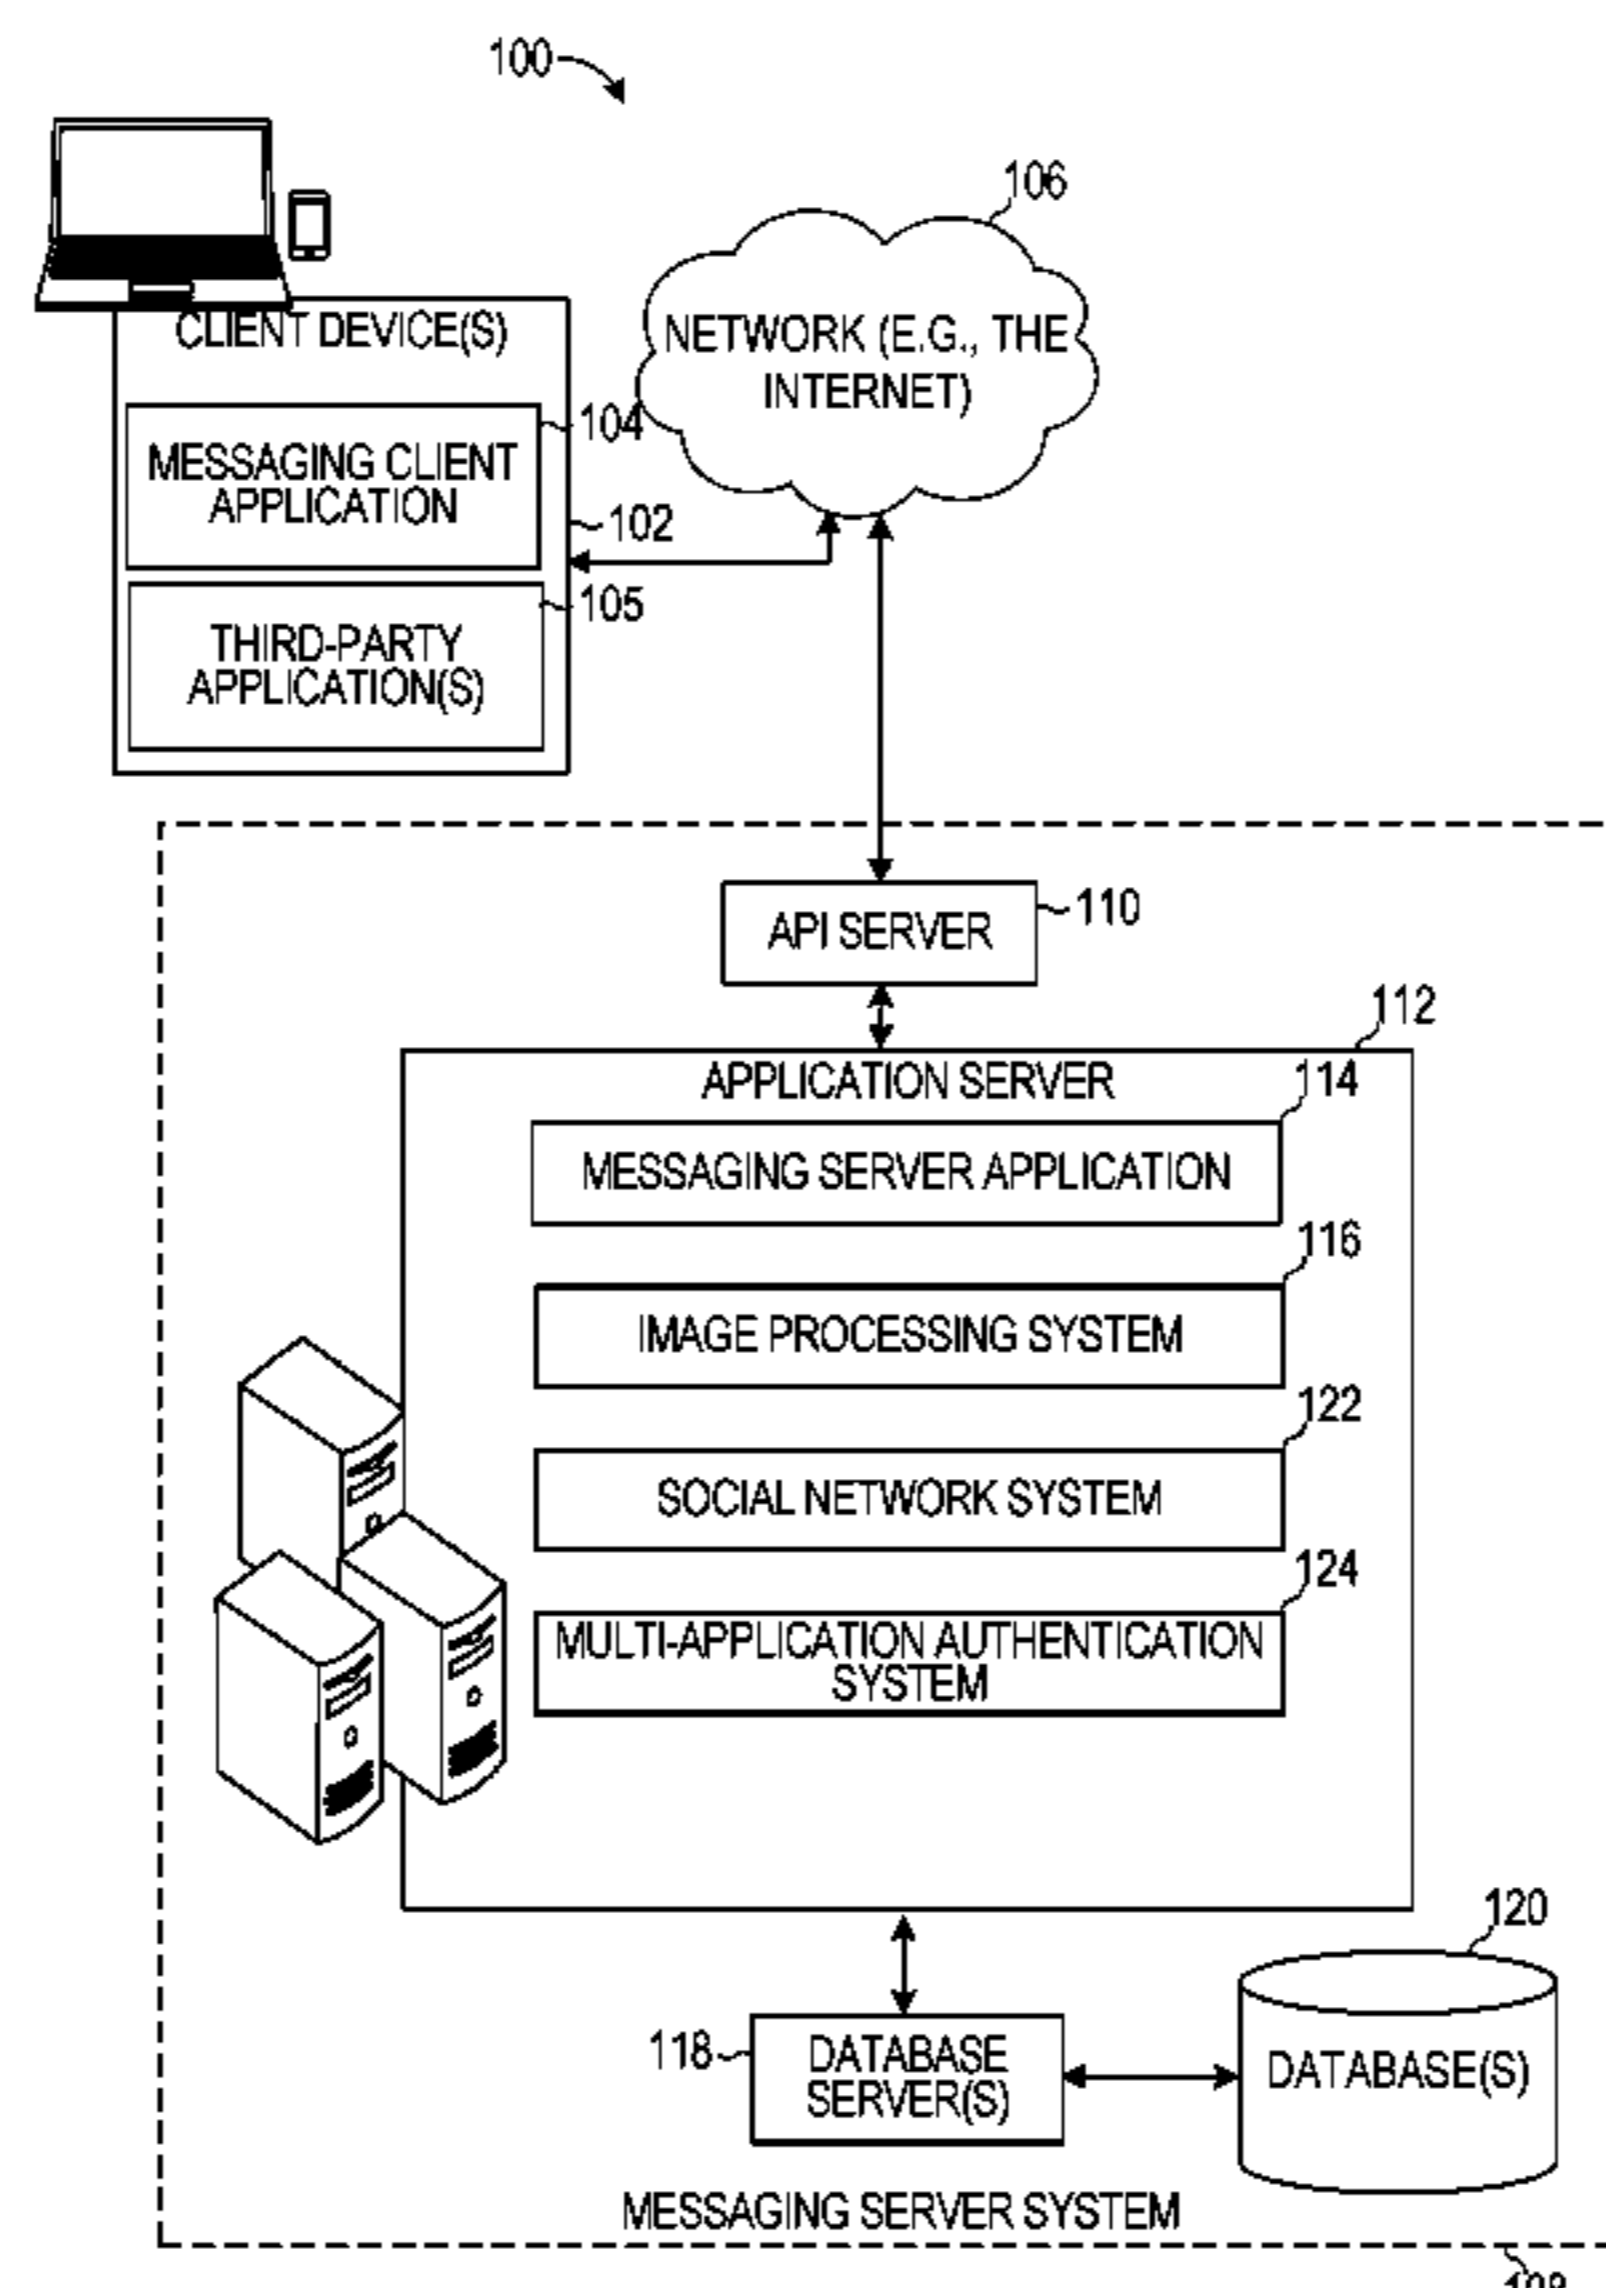 100
106
NETWORK (E.G., THE
INTERNET)
CLIENT DEVICE(S)
104
MESSAGING CLIENT
APPLICATION
102
105
THIRD-PARTY
APPLICATION(S)
API SERVER
110
112
APPLICATION SERVER
114
MESSAGING SERVER APPLICATION
116
IMAGE PROCESSING SYSTEM
122
SOCIAL NETWORK SYSTEM
124
MULTI-APPLICATION AUTHENTICATION
SYSTEM
120
118
DATABASE
SERVER(S)
DATABASE(S)
MESSAGING SERVER SYSTEM